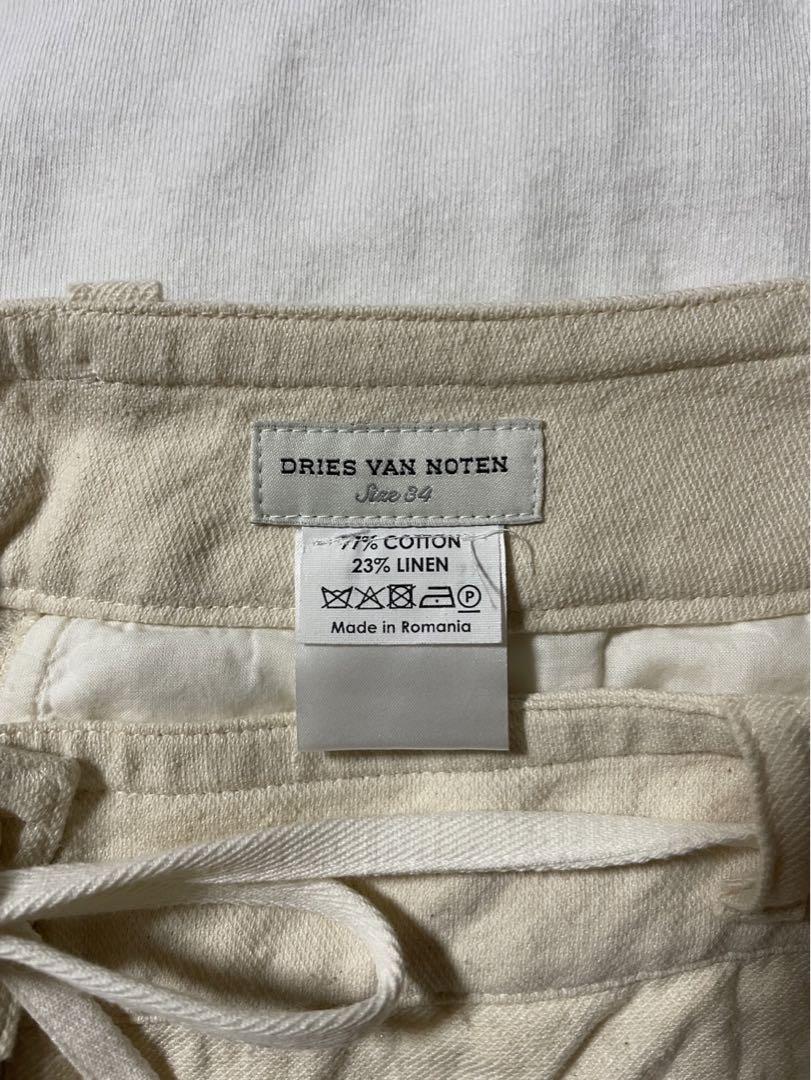 DRIES VAN NOTEN
Size 34
77% COTTON
23% LINEN
P
Made in Romania